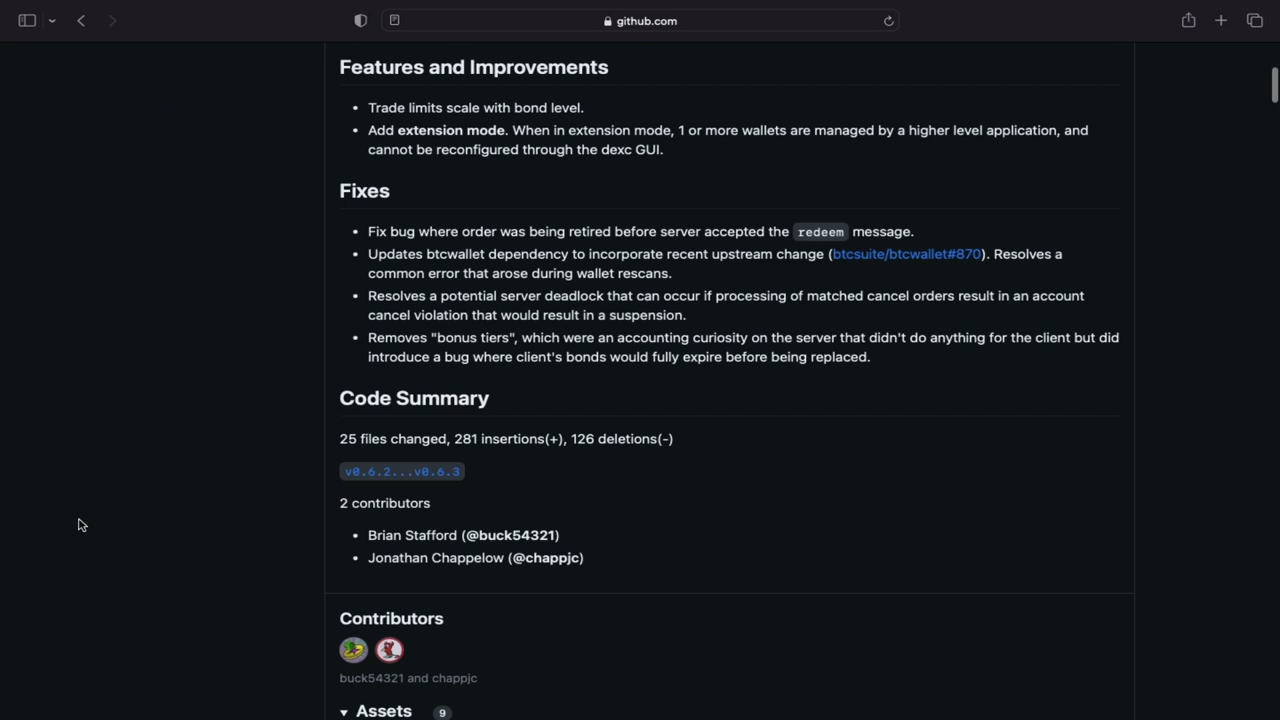 github.com
Features and Improvements
• Trade limits scale with bond level.
• Add extension mode. When in extension mode, 1 or more wallets are managed by a higher level application, and
cannot be reconfigured through the dexc GUI.
Fixes
• Fix bug where order was being retired before server accepted the redeem message.
• Updates btcwallet dependency to incorporate recent upstream change (btcsuite/btcwallet#870). Resolves a
common error that arose during wallet rescans.
• Resolves a potential server deadlock that can occur if processing of matched cancel orders result in an account
cancel violation that would result in a suspension.
• Removes "bonus tiers", which were an accounting curiosity on the server that didn't do anything for the client but did
introduce a bug where client's bonds would fully expire before being replaced.
Code Summary
25 files changed, 281 insertions(+), 126 deletions(-)
v0.6.2...v0.6.3
2 contributors
• Brian Stafford (@buck54321)
• Jonathan Chappelow (@chappjc)
Contributors
buck54321 and chappjc
Assets 9